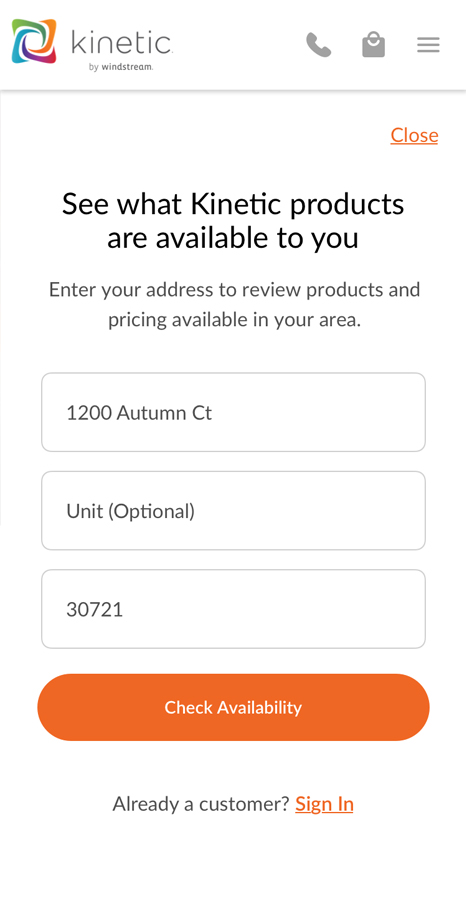 kinetic
by windstream.
Close
See what Kinetic products
are available to you
Enter your address to review products and
pricing available in your area.
1200 Autumn Ct
Unit (Optional)
30721
Check Availability
Already a customer? Sign In